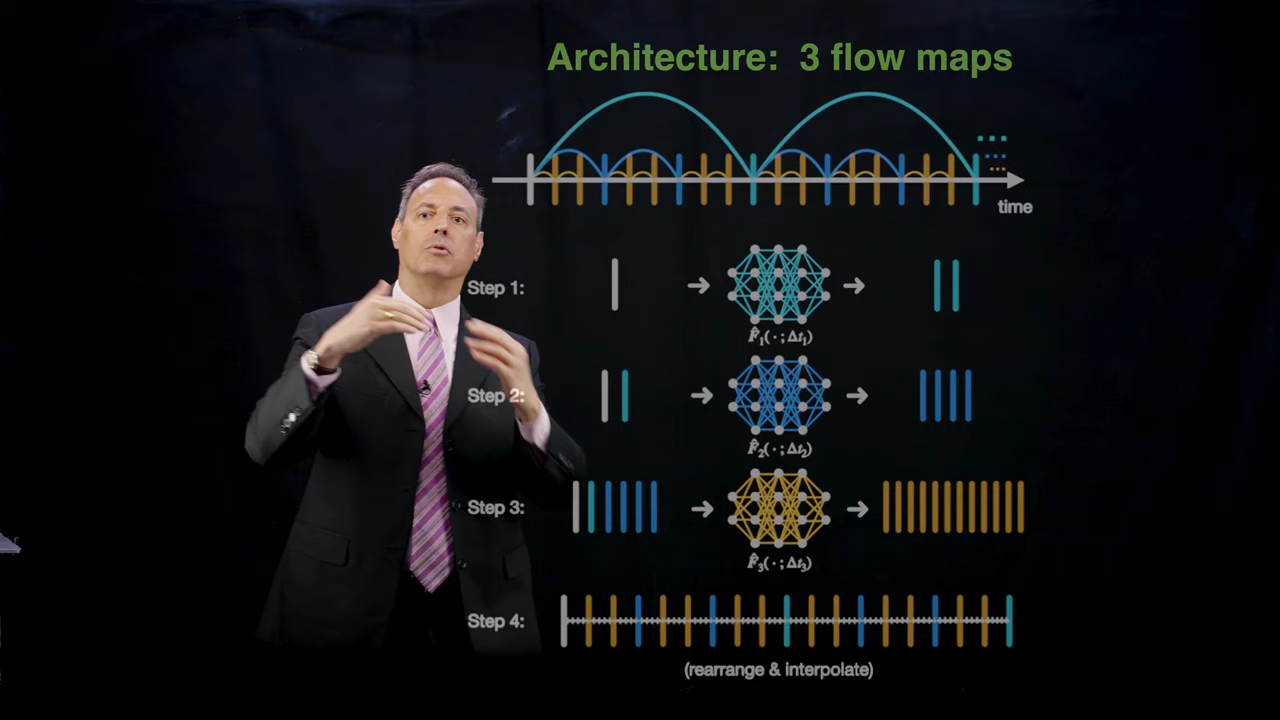 Architecture: 3 flow maps
time
Step 1:
F̂₁( · ; Δt₁)
Step 2:
F̂₂( · ; Δt₂)
Step 3:
F̂₃( · ; Δt₃)
Step 4:
(rearrange & interpolate)